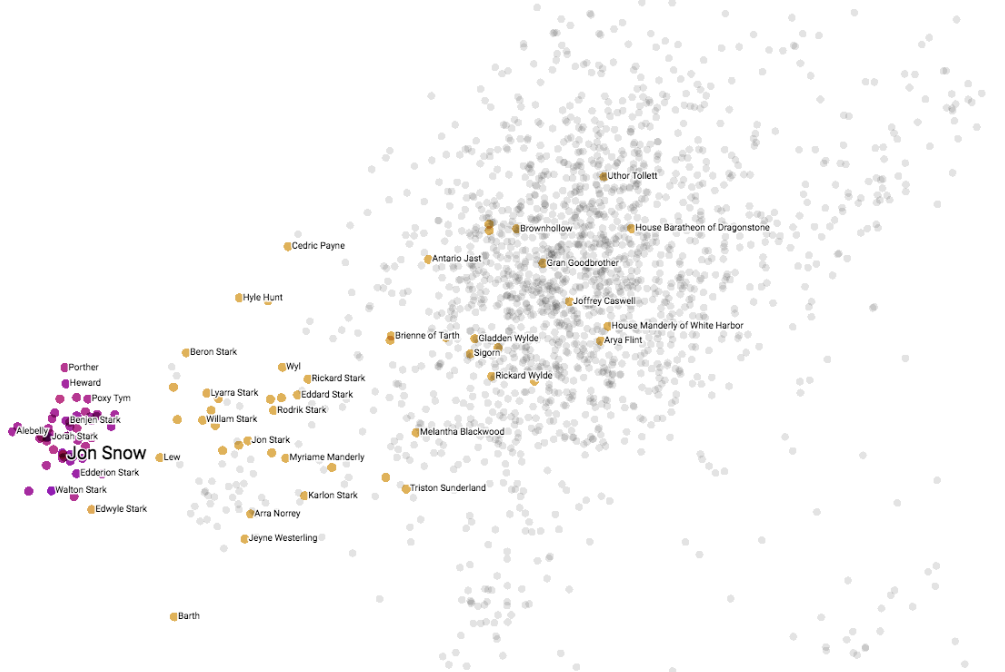 Uthor Tollett
Brownhollow
House Baratheon of Dragonstone
Cedric Payne
Antario Jast
Gran Goodbrother
Hyle Hunt
Joffrey Caswell
House Manderly of White Harbor
Brienne of Tarth
Gladden Wylde
Arya Flint
Beron Stark
Sigorn
Porther
Wyl
Rickard Stark
Rickard Wylde
Heward
Poxy Tym
Lyarra Stark
Eddard Stark
Rodrik Stark
Benjen Stark
Willam Stark
Alebelly
Jorah Stark
Melantha Blackwood
Jon Stark
Jon Snow
Lew
Myriame Manderly
Edderion Stark
Walton Stark
Karlon Stark
Triston Sunderland
Edwyle Stark
Arra Norrey
Jeyne Westerling
Barth